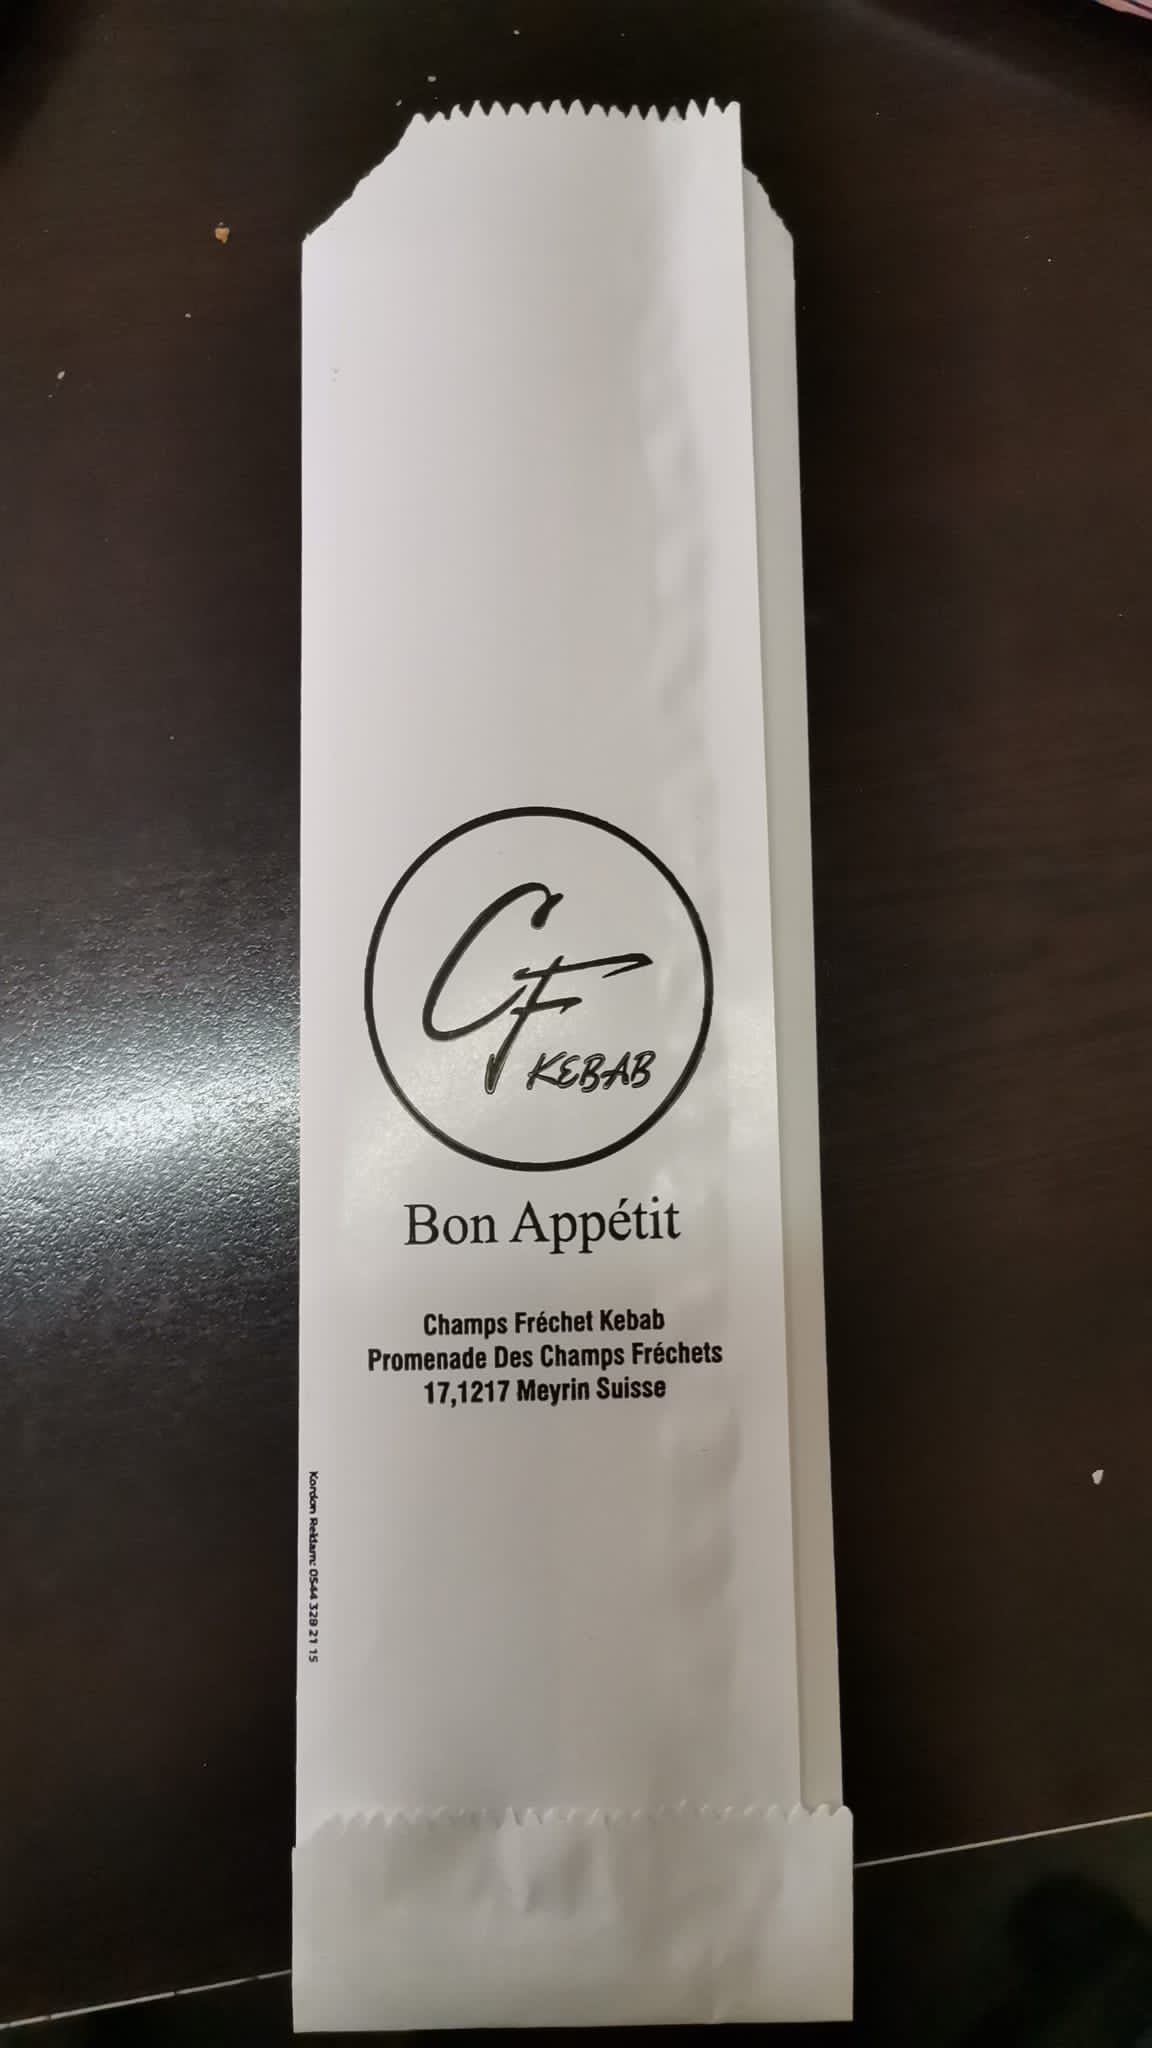 CF
KEBAB
Bon Appétit
Champs Fréchet Kebab
Promenade Des Champs Fréchets
17,1217 Meyrin Suisse
Kordon Reklam: 0544 328 21 15